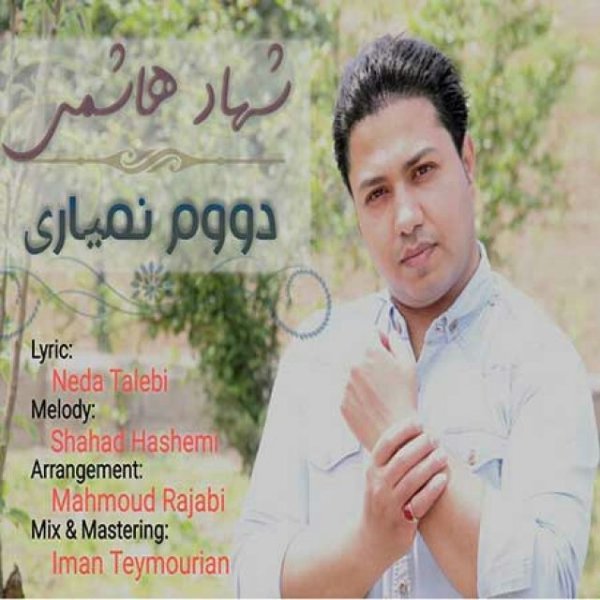 شهاد هاشمی
دووم نمیاری
Lyric:
Neda Talebi
Melody:
Shahad Hashemi
Arrangement:
Mahmoud Rajabi
Mix & Mastering:
Iman Teymourian